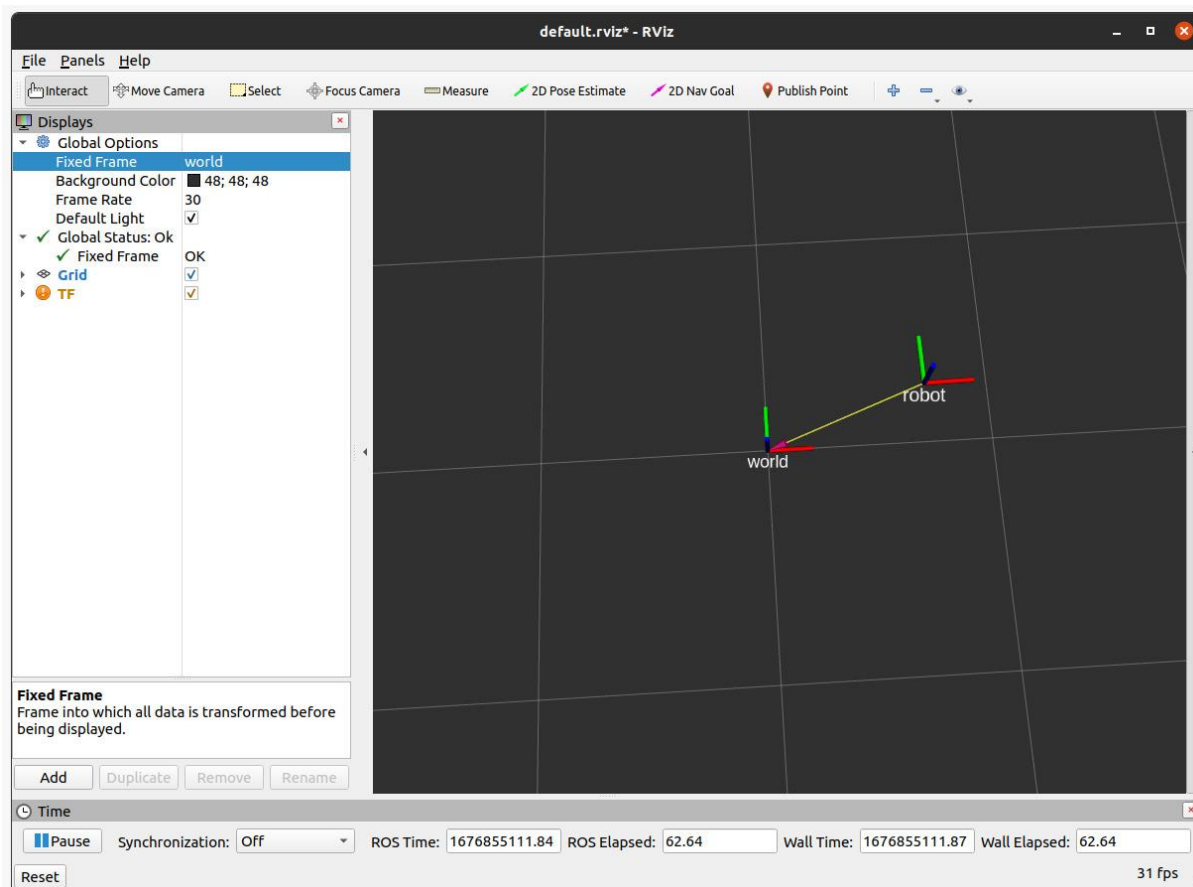 default.rviz* - RViz
File Panels Help
Interact Move Camera Select Focus Camera Measure 2D Pose Estimate 2D Nav Goal Publish Point
Displays
Global Options
Fixed Frame world
Background Color 48; 48; 48
Frame Rate 30
Default Light
Global Status: Ok
Fixed Frame OK
Grid
TF
robot
world
Fixed Frame
Frame into which all data is transformed before
being displayed.
Add Duplicate Remove Rename
Time
Pause Synchronization: Off ROS Time: 1676855111.84 ROS Elapsed: 62.64 Wall Time: 1676855111.87 Wall Elapsed: 62.64
Reset 31 fps